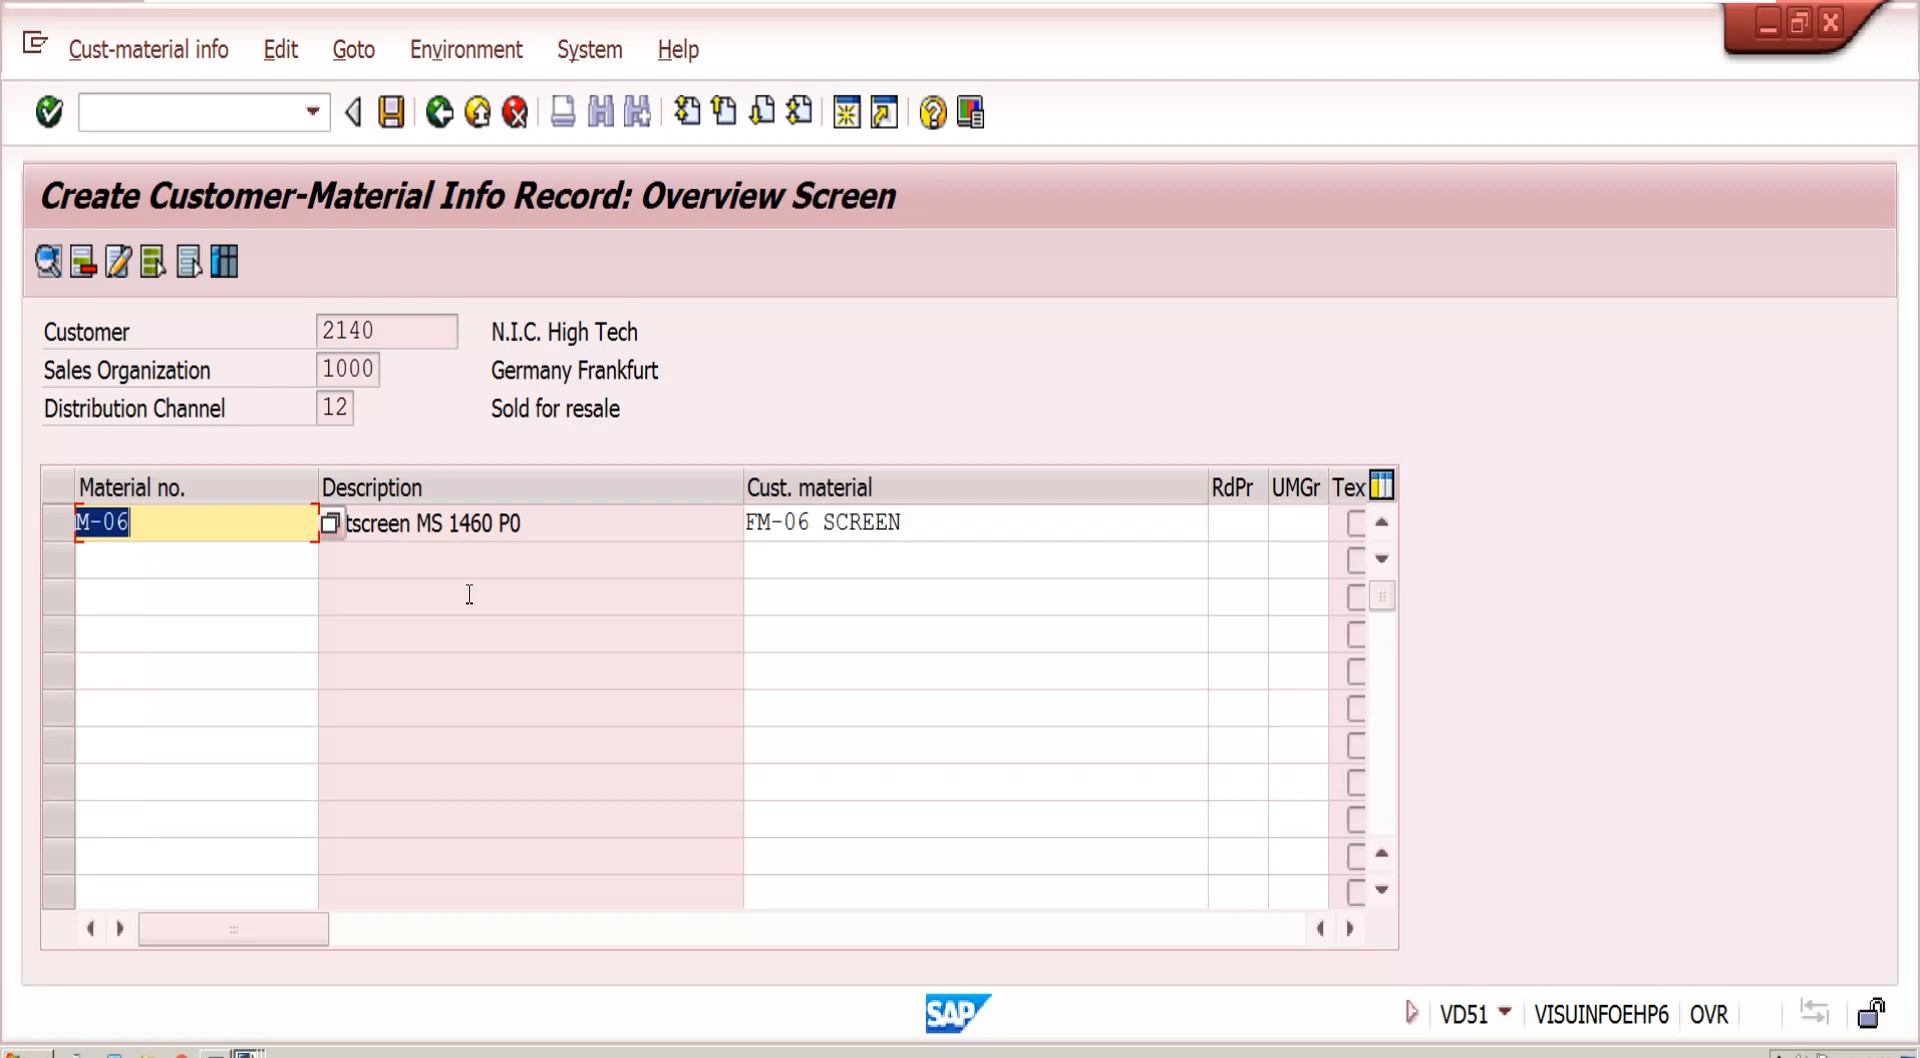 Cust-material info Edit Goto Environment System Help
Create Customer-Material Info Record: Overview Screen
Customer 2140 N.I.C. High Tech
Sales Organization 1000 Germany Frankfurt
Distribution Channel 12 Sold for resale
Material no. Description Cust. material RdPr UMGr Tex
M-06 tscreen MS 1460 P0 FM-06 SCREEN
SAP VD51 VISUINFOEHP6 OVR